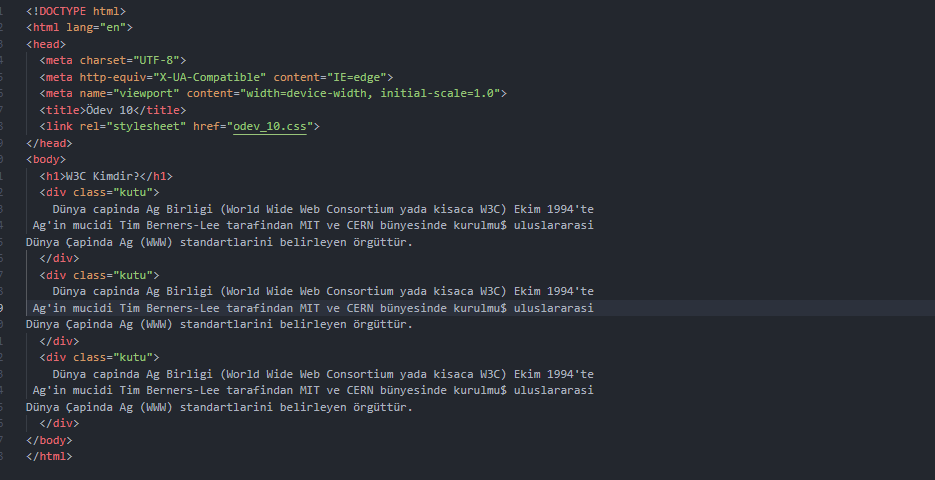 <!DOCTYPE html>
<html lang="en">
<head>
<meta charset="UTF-8">
<meta http-equiv="X-UA-Compatible" content="IE=edge">
<meta name="viewport" content="width=device-width, initial-scale=1.0">
<title>Ödev 10</title>
<link rel="stylesheet" href="odev_10.css">
</head>
<body>
<h1>W3C Kimdir?</h1>
<div class="kutu">
Dünya capinda Ag Birligi (World Wide Web Consortium yada kisaca W3C) Ekim 1994'te
Ag'in mucidi Tim Berners-Lee tarafindan MIT ve CERN bünyesinde kurulmu$ uluslararasi
Dünya Çapinda Ag (WWW) standartlarini belirleyen örgüttür.
</div>
<div class="kutu">
Dünya capinda Ag Birligi (World Wide Web Consortium yada kisaca W3C) Ekim 1994'te
Ag'in mucidi Tim Berners-Lee tarafindan MIT ve CERN bünyesinde kurulmu$ uluslararasi
Dünya Çapinda Ag (WWW) standartlarini belirleyen örgüttür.
</div>
<div class="kutu">
Dünya capinda Ag Birligi (World Wide Web Consortium yada kisaca W3C) Ekim 1994'te
Ag'in mucidi Tim Berners-Lee tarafindan MIT ve CERN bünyesinde kurulmu$ uluslararasi
Dünya Çapinda Ag (WWW) standartlarini belirleyen örgüttür.
</div>
</body>
</html>